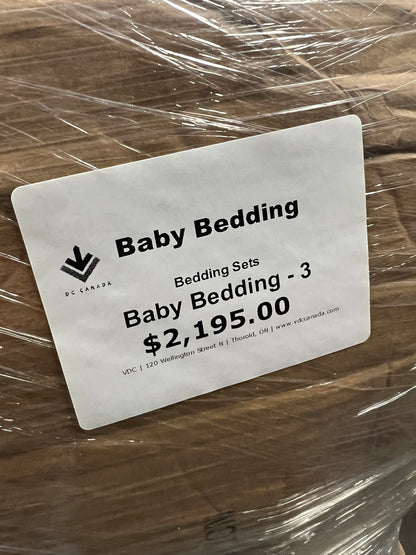 Baby Bedding
DC CANADA
Bedding Sets
Baby Bedding - 3
$2,195.00
VDC | 120 Wellington Street N | Thorold, ON | www.vdccanada.com